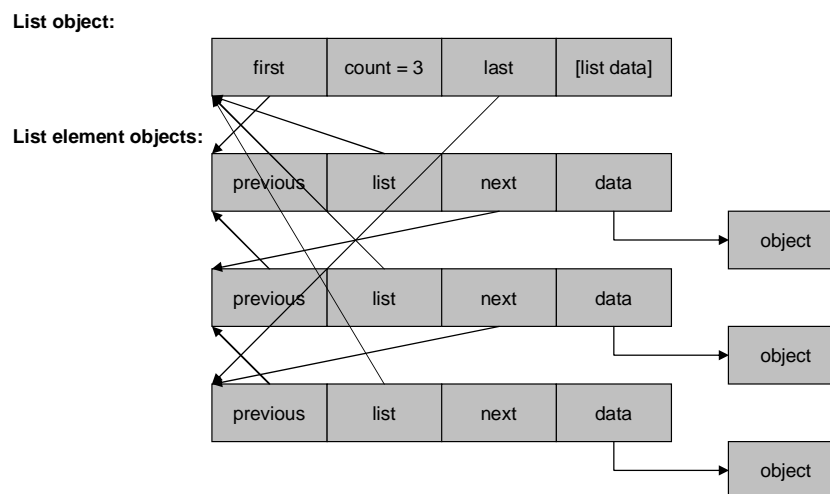 List object:
first count = 3 last [list data]
List element objects:
previous list next data
object
previous list next data
object
previous list next data
object